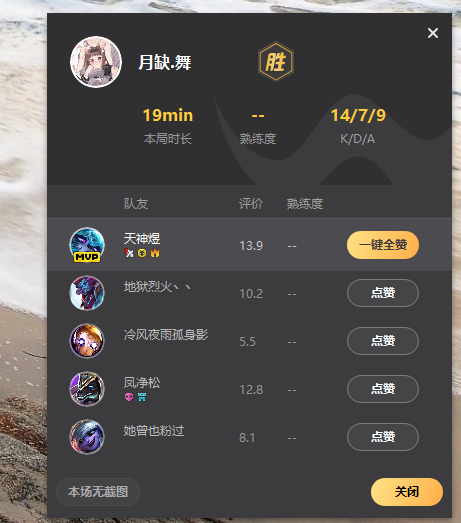 月缺.舞
胜
19min -- 14/7/9
本局时长 熟练度 K/D/A
队友 评价 熟练度
天神煜 13.9 -- 一键全赞
MVP
地狱烈火丶丶 10.2 -- 点赞
冷风夜雨孤身影 5.5 -- 点赞
凤净松 12.8 -- 点赞
她曾也粉过 8.1 -- 点赞
本场无截图 关闭